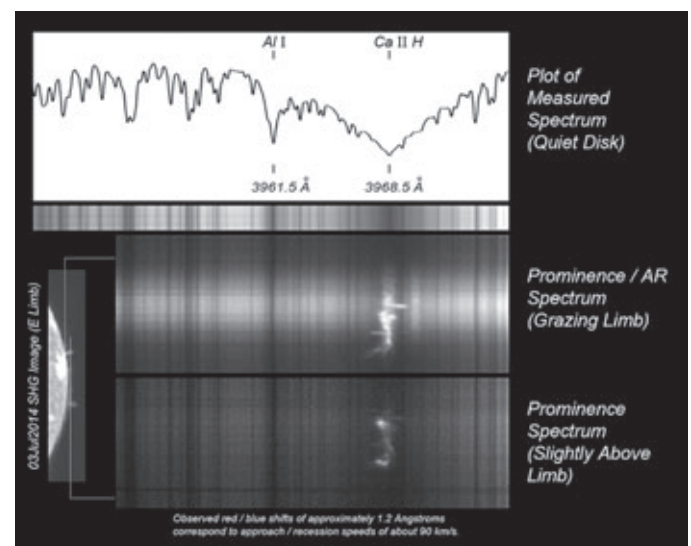 Al I
Ca II H
3961.5 Å
3968.5 Å
Plot of
Measured
Spectrum
(Quiet Disk)
Prominence / AR
Spectrum
(Grazing Limb)
Prominence
Spectrum
(Slightly Above
Limb)
03Jul2014 SHG Image (E Limb)
Observed red / blue shifts of approximately 1.2 Angstroms
correspond to approach / recession speeds of about 90 km/s.